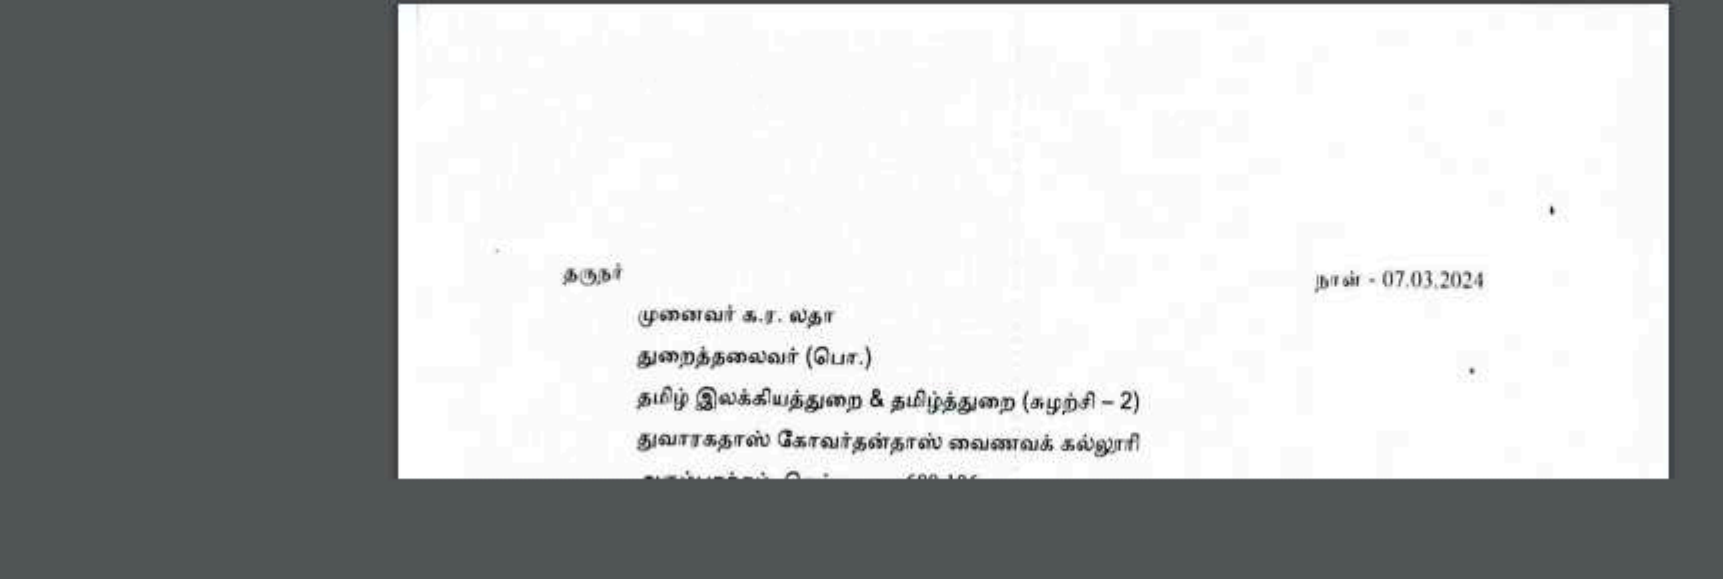 தருநர்
நாள் - 07.03.2024
முனைவர் க.ர. லதா
துறைத்தலைவர் (பொ.)
தமிழ் இலக்கியத்துறை & தமிழ்த்துறை (சுழற்சி – 2)
துவாரகதாஸ் கோவர்தன்தாஸ் வைணவக் கல்லூரி